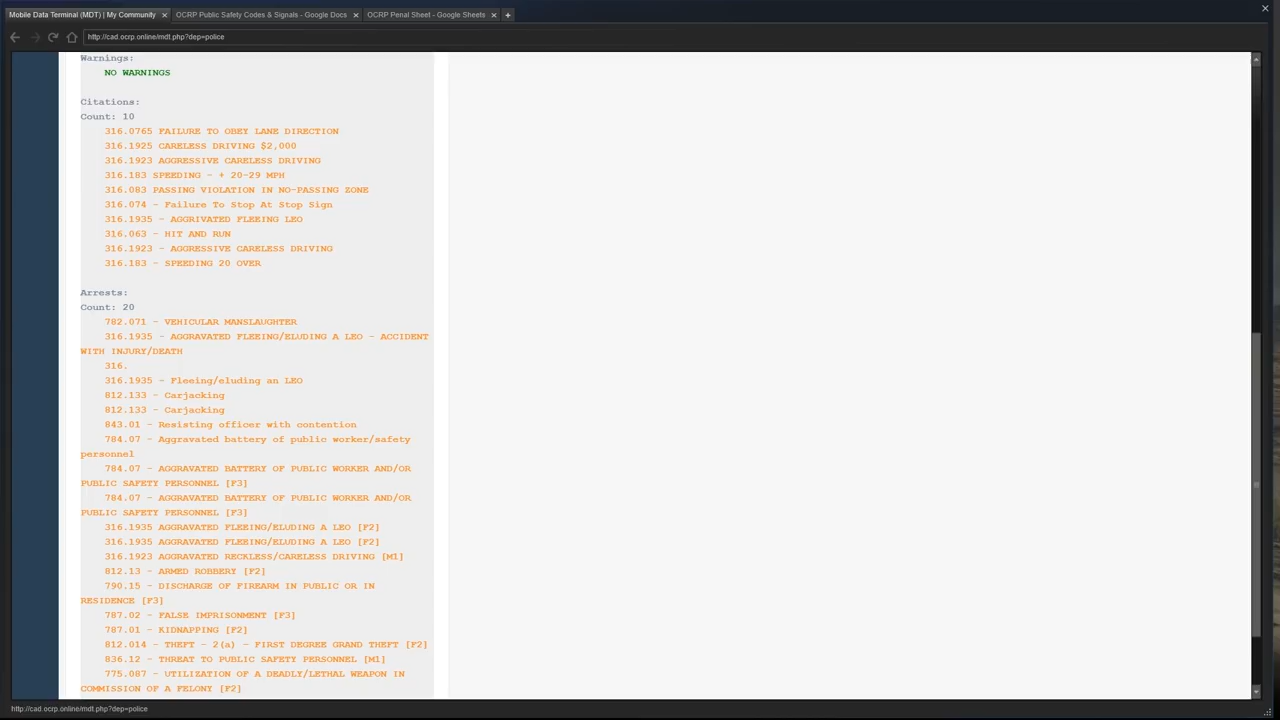 Mobile Data Terminal (MDT) | My Community
OCRP Public Safety Codes & Signals - Google Docs
OCRP Penal Sheet - Google Sheets
http://cad.ocrp.online/mdt.php?dep=police
Warnings:
NO WARNINGS
Citations:
Count: 10
316.0765 FAILURE TO OBEY LANE DIRECTION
316.1925 CARELESS DRIVING $2,000
316.1923 AGGRESSIVE CARELESS DRIVING
316.183 SPEEDING - + 20-29 MPH
316.083 PASSING VIOLATION IN NO-PASSING ZONE
316.074 - Failure To Stop At Stop Sign
316.1935 - AGGRIVATED FLEEING LEO
316.063 - HIT AND RUN
316.1923 - AGGRESSIVE CARELESS DRIVING
316.183 - SPEEDING 20 OVER
Arrests:
Count: 20
782.071 - VEHICULAR MANSLAUGHTER
316.1935 - AGGRAVATED FLEEING/ELUDING A LEO - ACCIDENT
WITH INJURY/DEATH
316.
316.1935 - Fleeing/eluding an LEO
812.133 - Carjacking
812.133 - Carjacking
843.01 - Resisting officer with contention
784.07 - Aggravated battery of public worker/safety
personnel
784.07 - AGGRAVATED BATTERY OF PUBLIC WORKER AND/OR
PUBLIC SAFETY PERSONNEL [F3]
784.07 - AGGRAVATED BATTERY OF PUBLIC WORKER AND/OR
PUBLIC SAFETY PERSONNEL [F3]
316.1935 AGGRAVATED FLEEING/ELUDING A LEO [F2]
316.1935 AGGRAVATED FLEEING/ELUDING A LEO [F2]
316.1923 AGGRAVATED RECKLESS/CARELESS DRIVING [M1]
812.13 - ARMED ROBBERY [F2]
790.15 - DISCHARGE OF FIREARM IN PUBLIC OR IN
RESIDENCE [F3]
787.02 - FALSE IMPRISONMENT [F3]
787.01 - KIDNAPPING [F2]
812.014 - THEFT - 2(a) - FIRST DEGREE GRAND THEFT [F2]
836.12 - THREAT TO PUBLIC SAFETY PERSONNEL [M1]
775.087 - UTILIZATION OF A DEADLY/LETHAL WEAPON IN
COMMISSION OF A FELONY [F2]
http://cad.ocrp.online/mdt.php?dep=police